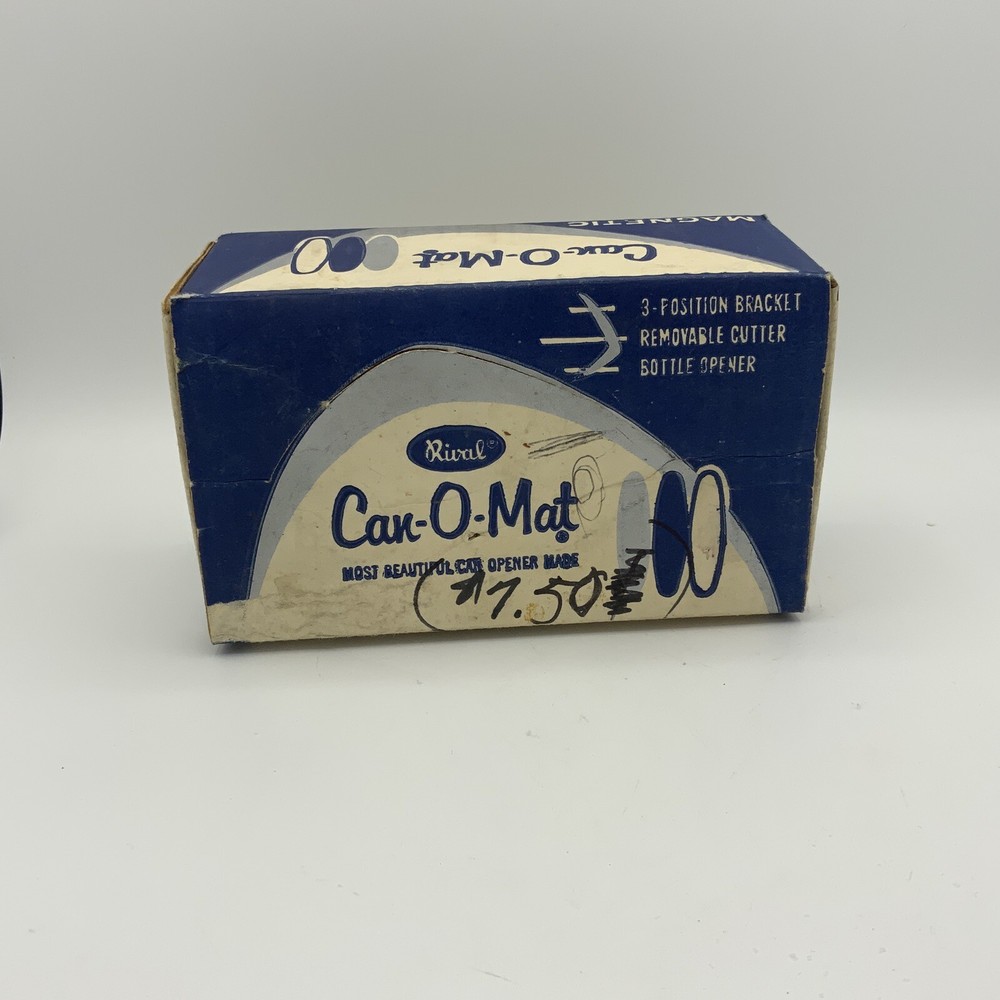 MAGNETIC
Can-O-Mat
3-POSITION BRACKET
REMOVABLE CUTTER
BOTTLE OPENER
Rival®
Can-O-Mat®
MOST BEAUTIFUL CAN OPENER MADE
$7.50